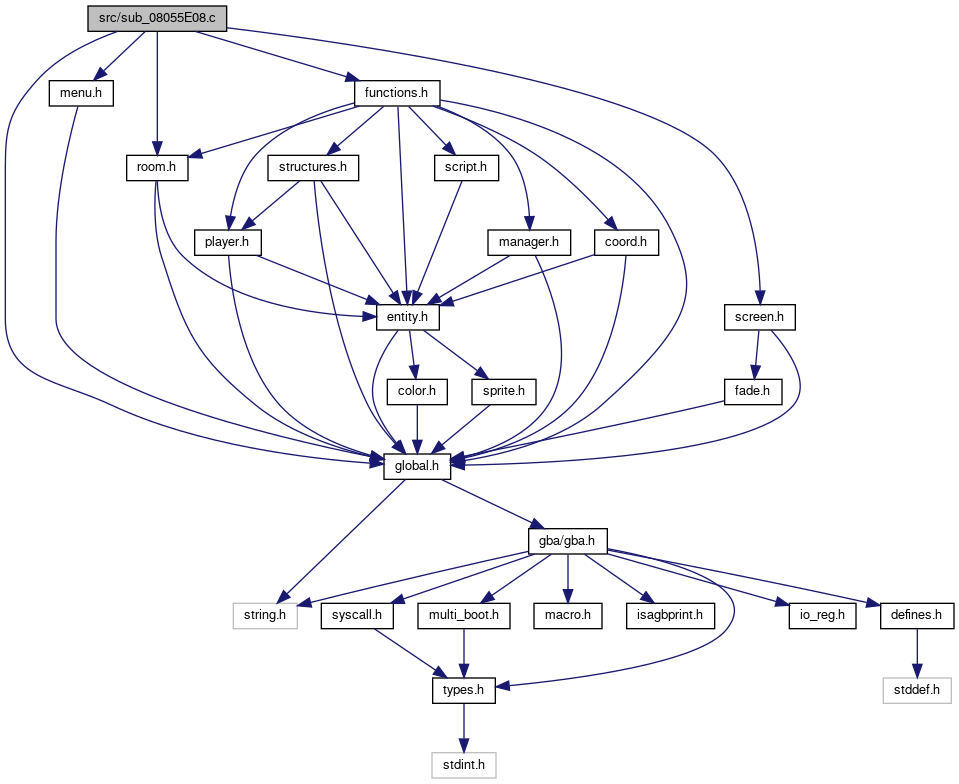 src/sub_08055E08.c
menu.h
functions.h
room.h
structures.h
script.h
player.h
manager.h
coord.h
entity.h
screen.h
color.h
sprite.h
fade.h
global.h
gba/gba.h
string.h
syscall.h
multi_boot.h
macro.h
isagbprint.h
io_reg.h
defines.h
types.h
stddef.h
stdint.h